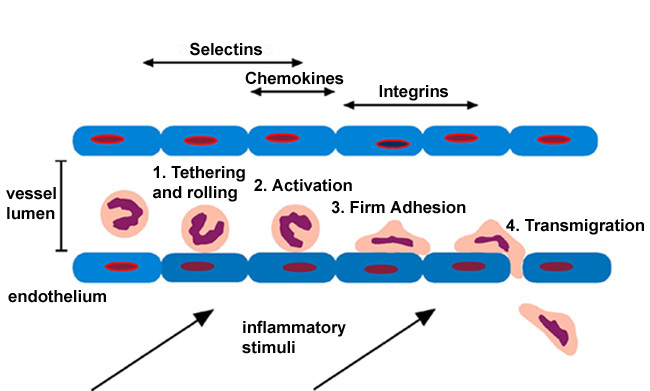 Selectins
Chemokines
Integrins
vessel
lumen
1. Tethering
and rolling
2. Activation
3. Firm Adhesion
4. Transmigration
endothelium
inflammatory
stimuli